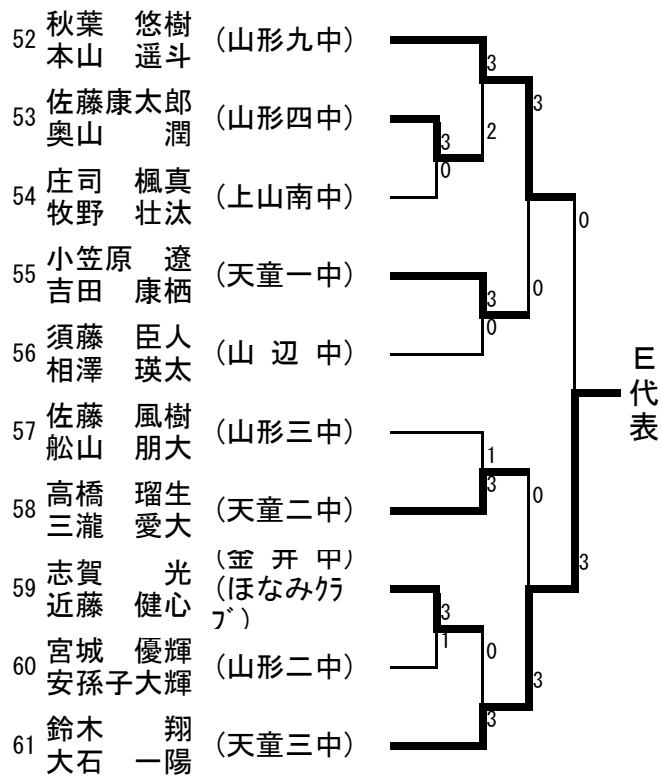 52 秋葉 悠樹 本山 遥斗 (山形九中)
53 佐藤康太郎 奥山 潤 (山形四中)
54 庄司 楓真 牧野 壮汰 (上山南中)
55 小笠原 遼 吉田 康栖 (天童一中)
56 須藤 臣人 相澤 瑛太 (山 辺 中)
57 佐藤 風樹 舩山 朋大 (山形三中)
58 高橋 瑠生 三瀧 愛大 (天童二中)
59 志賀 光 近藤 健心 (ほなみクラブ)
60 宮城 優輝 安孫子大輝 (山形二中)
61 鈴木 翔 大石 一陽 (天童三中)
3
3
2
3
0
0
3
0
0
1
3
0
3
3
1
0
3
3
E代表